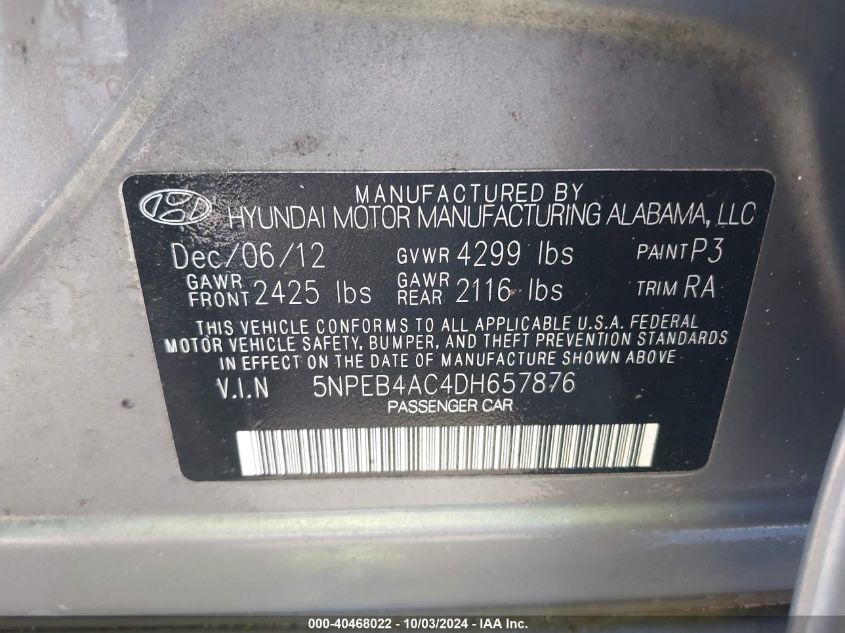 MANUFACTURED BY
HYUNDAI MOTOR MANUFACTURING ALABAMA, LLC
Dec/06/12 GVWR 4299 lbs PAINT P3
GAWR FRONT 2425 lbs GAWR REAR 2116 lbs TRIM RA
THIS VEHICLE CONFORMS TO ALL APPLICABLE U.S.A. FEDERAL
MOTOR VEHICLE SAFETY, BUMPER, AND THEFT PREVENTION STANDARDS
IN EFFECT ON THE DATE OF MANUFACTURE SHOWN ABOVE
V.I.N 5NPEB4AC4DH657876
PASSENGER CAR
000-40468022 - 10/03/2024 - IAA Inc.